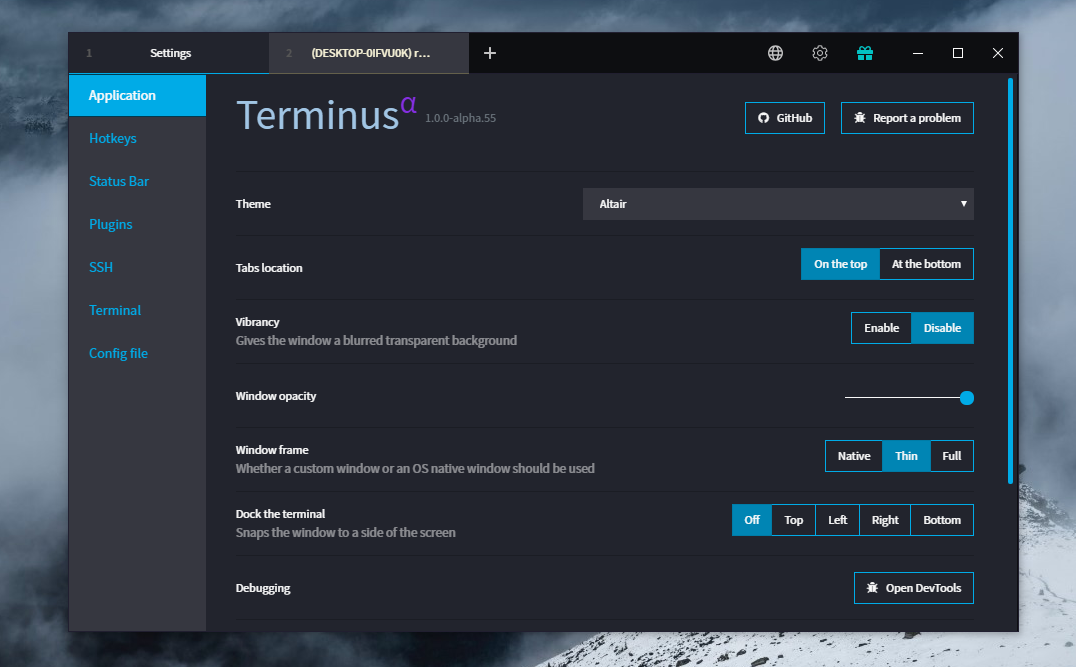 1 Settings 2 (DESKTOP-0IFVU0K) r... +
Application
Hotkeys
Status Bar
Plugins
SSH
Terminal
Config file
Terminusα 1.0.0-alpha.55
GitHub Report a problem
Theme Altair
Tabs location On the top At the bottom
Vibrancy
Gives the window a blurred transparent background
Enable Disable
Window opacity
Window frame
Whether a custom window or an OS native window should be used
Native Thin Full
Dock the terminal
Snaps the window to a side of the screen
Off Top Left Right Bottom
Debugging Open DevTools